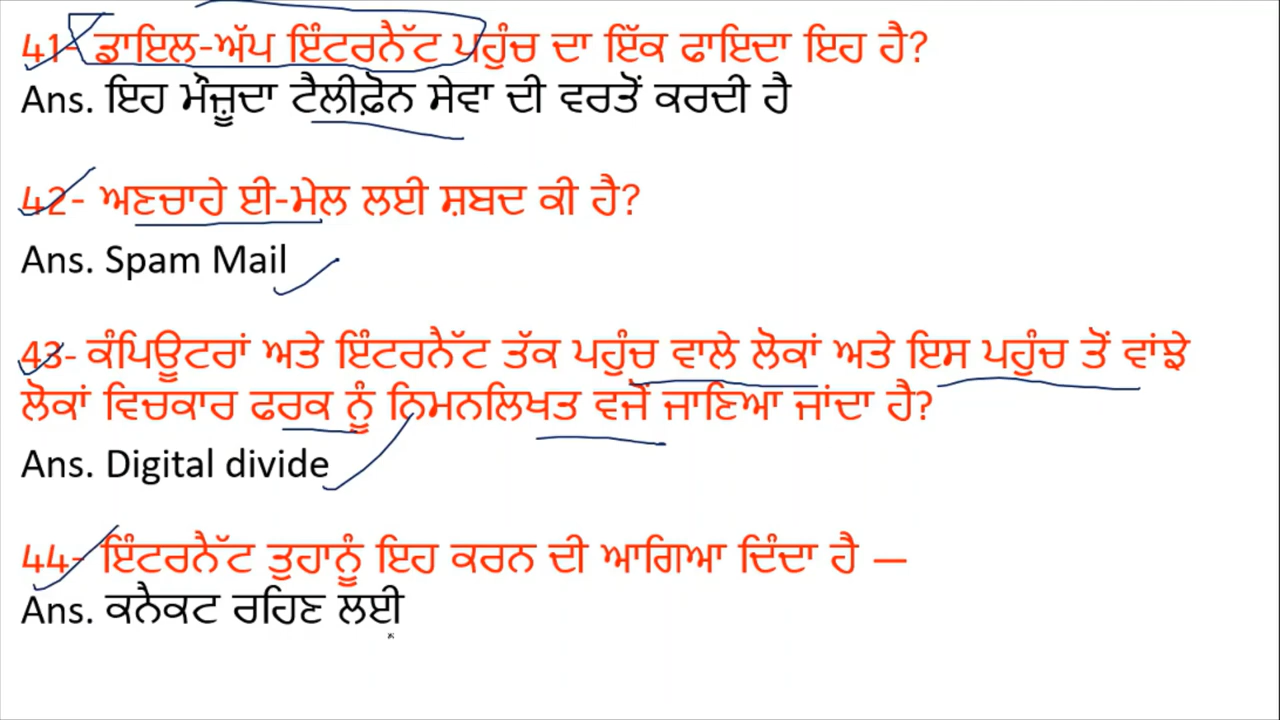 41- ਡਾਇਲ-ਅੱਪ ਇੰਟਰਨੈੱਟ ਪਹੁੰਚ ਦਾ ਇੱਕ ਫਾਇਦਾ ਇਹ ਹੈ?
Ans. ਇਹ ਮੌਜ਼ੂਦਾ ਟੈਲੀਫ਼ੋਨ ਸੇਵਾ ਦੀ ਵਰਤੋਂ ਕਰਦੀ ਹੈ
42- ਅਣਚਾਹੇ ਈ-ਮੇਲ ਲਈ ਸ਼ਬਦ ਕੀ ਹੈ?
Ans. Spam Mail
43- ਕੰਪਿਊਟਰਾਂ ਅਤੇ ਇੰਟਰਨੈੱਟ ਤੱਕ ਪਹੁੰਚ ਵਾਲੇ ਲੋਕਾਂ ਅਤੇ ਇਸ ਪਹੁੰਚ ਤੋਂ ਵਾਂਝੇ
ਲੋਕਾਂ ਵਿਚਕਾਰ ਫਰਕ ਨੂੰ ਨਿਮਨਲਿਖਤ ਵਜੋਂ ਜਾਣਿਆ ਜਾਂਦਾ ਹੈ?
Ans. Digital divide
44- ਇੰਟਰਨੈੱਟ ਤੁਹਾਨੂੰ ਇਹ ਕਰਨ ਦੀ ਆਗਿਆ ਦਿੰਦਾ ਹੈ —
Ans. ਕਨੈਕਟ ਰਹਿਣ ਲਈ